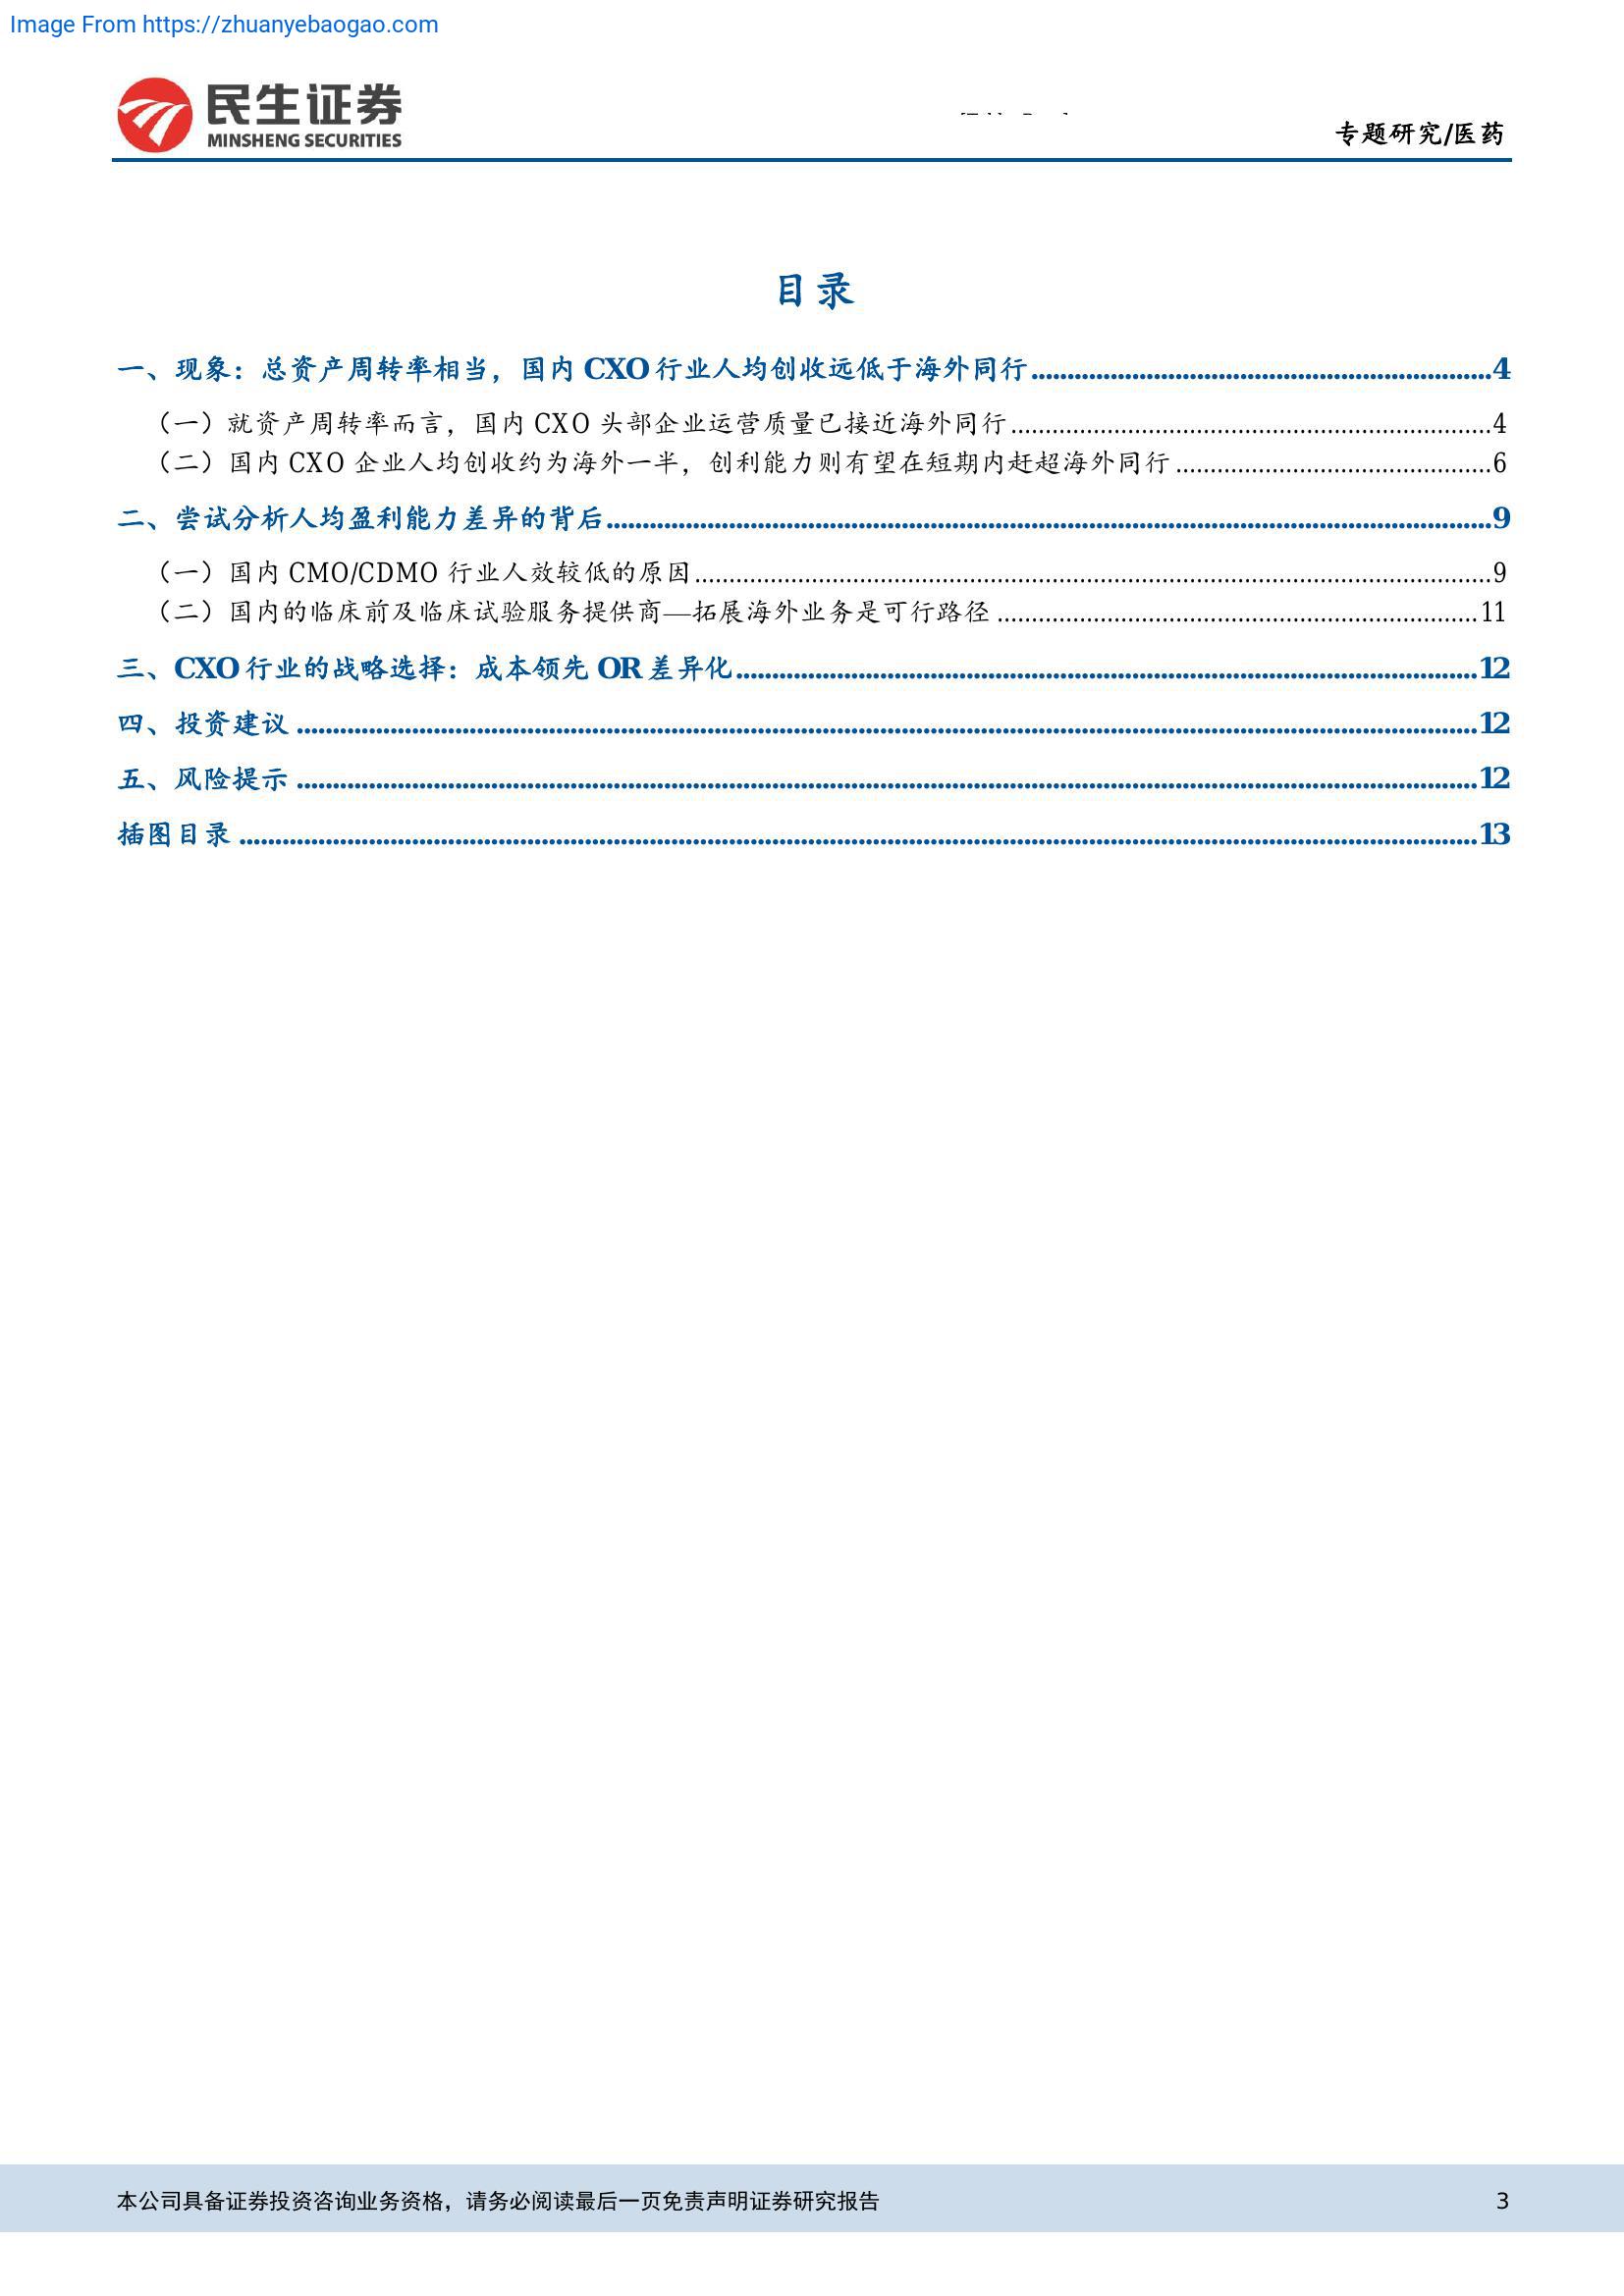 Image From https://zhuanyebaogao.com
民生证券
MINSHENG SECURITIES
专题研究/医药
目录
一、现象：总资产周转率相当，国内 CXO 行业人均创收远低于海外同行....................4
（一）就资产周转率而言，国内 CXO 头部企业运营质量已接近海外同行....................4
（二）国内 CXO 企业人均创收约为海外一半，创利能力则有望在短期内赶超海外同行....................6
二、尝试分析人均盈利能力差异的背后....................9
（一）国内 CMO/CDMO 行业人效较低的原因....................9
（二）国内的临床前及临床试验服务提供商—拓展海外业务是可行路径....................11
三、CXO 行业的战略选择：成本领先 OR 差异化....................12
四、投资建议....................12
五、风险提示....................12
插图目录....................13
本公司具备证券投资咨询业务资格，请务必阅读最后一页免责声明证券研究报告 3